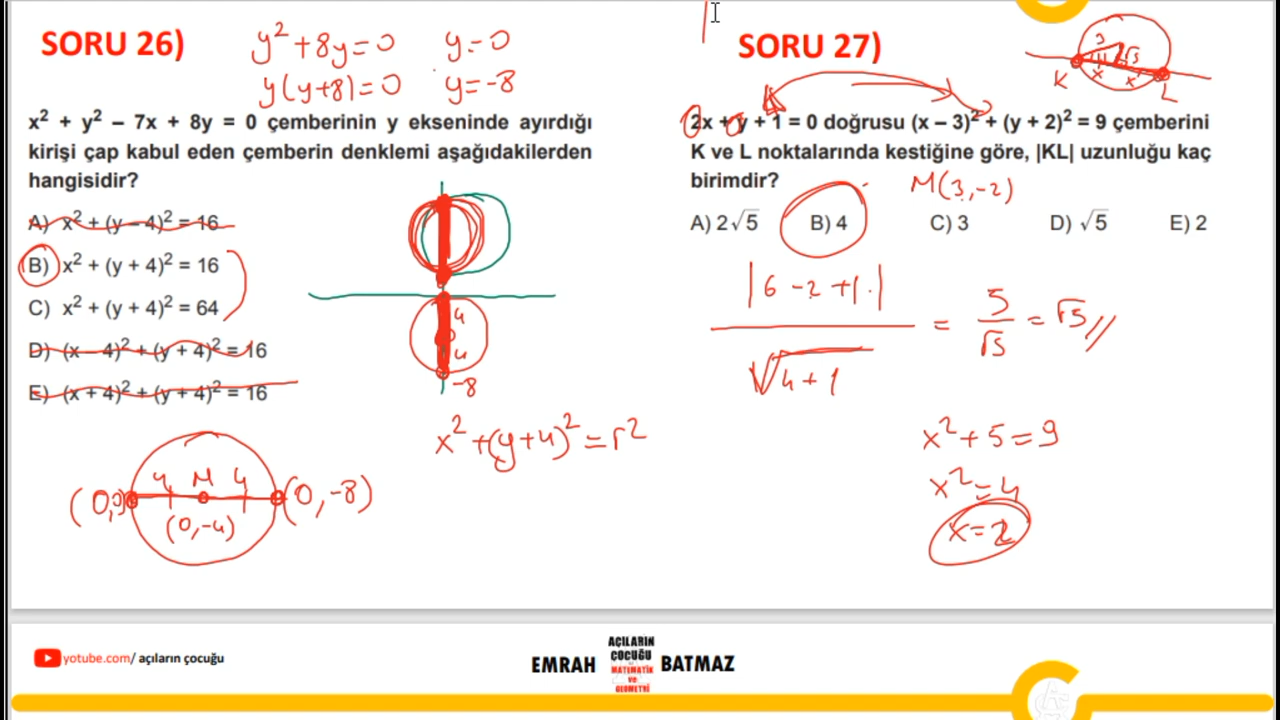 SORU 26)
y² + 8y = 0
y = 0
y(y+8) = 0
y = -8
x² + y² – 7x + 8y = 0 çemberinin y ekseninde ayırdığı
kirişi çap kabul eden çemberin denklemi aşağıdakilerden
hangisidir?
A) x² + (y – 4)² = 16
B) x² + (y + 4)² = 16
C) x² + (y + 4)² = 64
D) (x – 4)² + (y + 4)² = 16
E) (x + 4)² + (y + 4)² = 16
4
4
-8
x² + (y+4)² = r²
4 M 4
(0,0)
(0,-8)
(0,-4)
SORU 27)
3
√5
x x
K
L
2x + y + 1 = 0 doğrusu (x – 3)² + (y + 2)² = 9 çemberini
K ve L noktalarında kestiğine göre, |KL| uzunluğu kaç
birimdir?
M(3,-2)
A) 2√5 B) 4 C) 3 D) √5 E) 2
|6 - 2 + 1·|
√4+1
= 5/√5 = √5 //
x² + 5 = 9
x² = 4
x = 2
yotube.com/ açıların çocuğu
EMRAH
AÇILARIN
ÇOCUĞU
MATEMATİK
ve
GEOMETRİ
BATMAZ